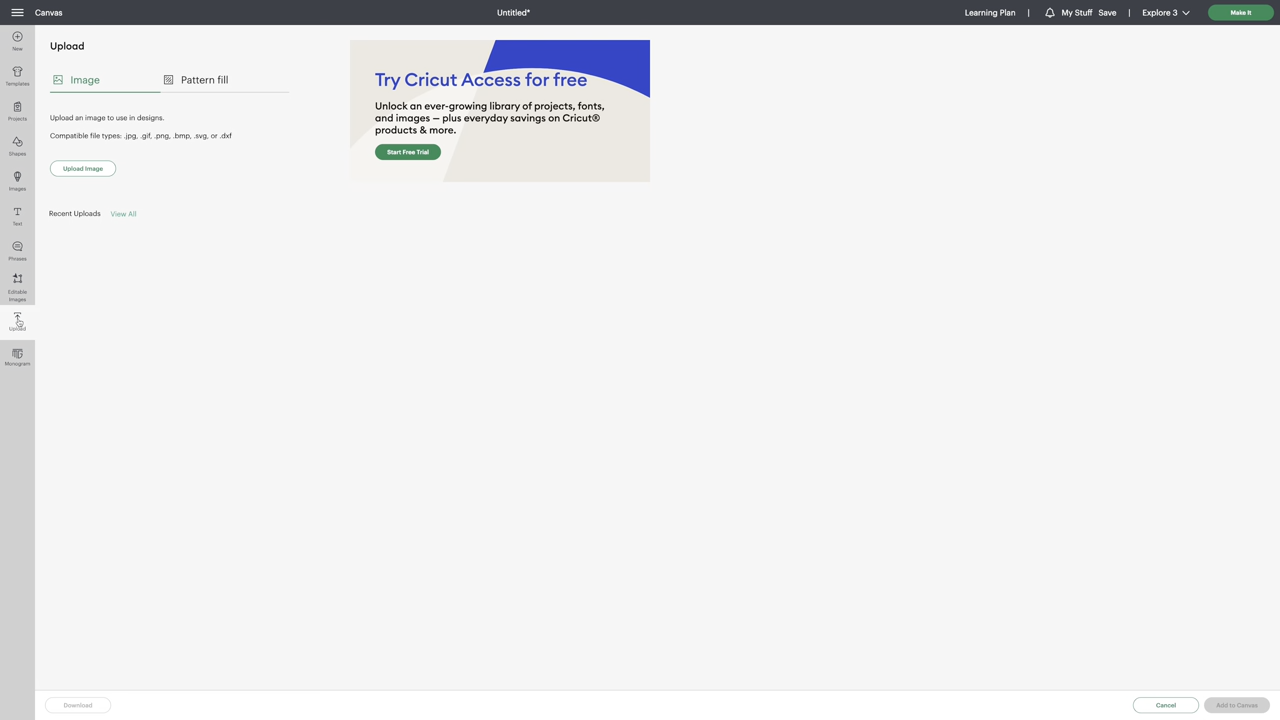 Canvas
Untitled*
Learning Plan | My Stuff Save | Explore 3
Make It
New
Templates
Projects
Shapes
Images
Text
Phrases
Editable
Images
Upload
Monogram
Upload
Image
Pattern fill
Upload an image to use in designs.
Compatible file types: .jpg, .gif, .png, .bmp, .svg, or .dxf
Upload Image
Recent Uploads View All
Try Cricut Access for free
Unlock an ever-growing library of projects, fonts,
and images — plus everyday savings on Cricut®
products & more.
Start Free Trial
Download
Cancel
Add to Canvas